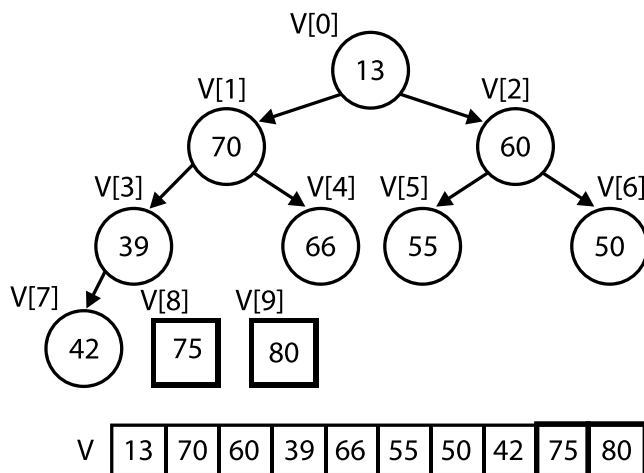 V[0]
13
V[1] V[2]
70 60
V[3] V[4] V[5] V[6]
39 66 55 50
V[7] V[8] V[9]
42 75 80
V 13 70 60 39 66 55 50 42 75 80